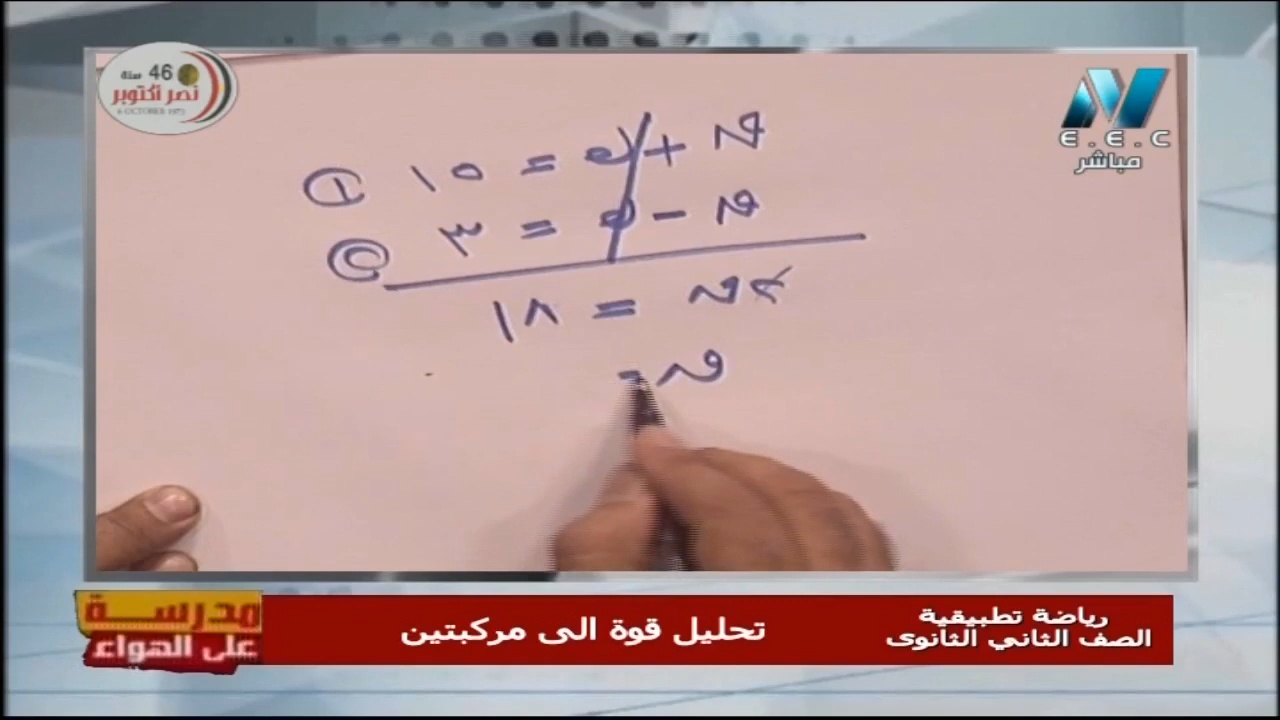 46 سنة
نصر أكتوبر
6 OCTOBER 1973
E.E.C
مباشر
+ = ١٥ ①
- = ٣ ②
٢ = ١٨
=
رياضة تطبيقية
الصف الثاني الثانوى
تحليل قوة الى مركبتين
مدرسة
على الهواء